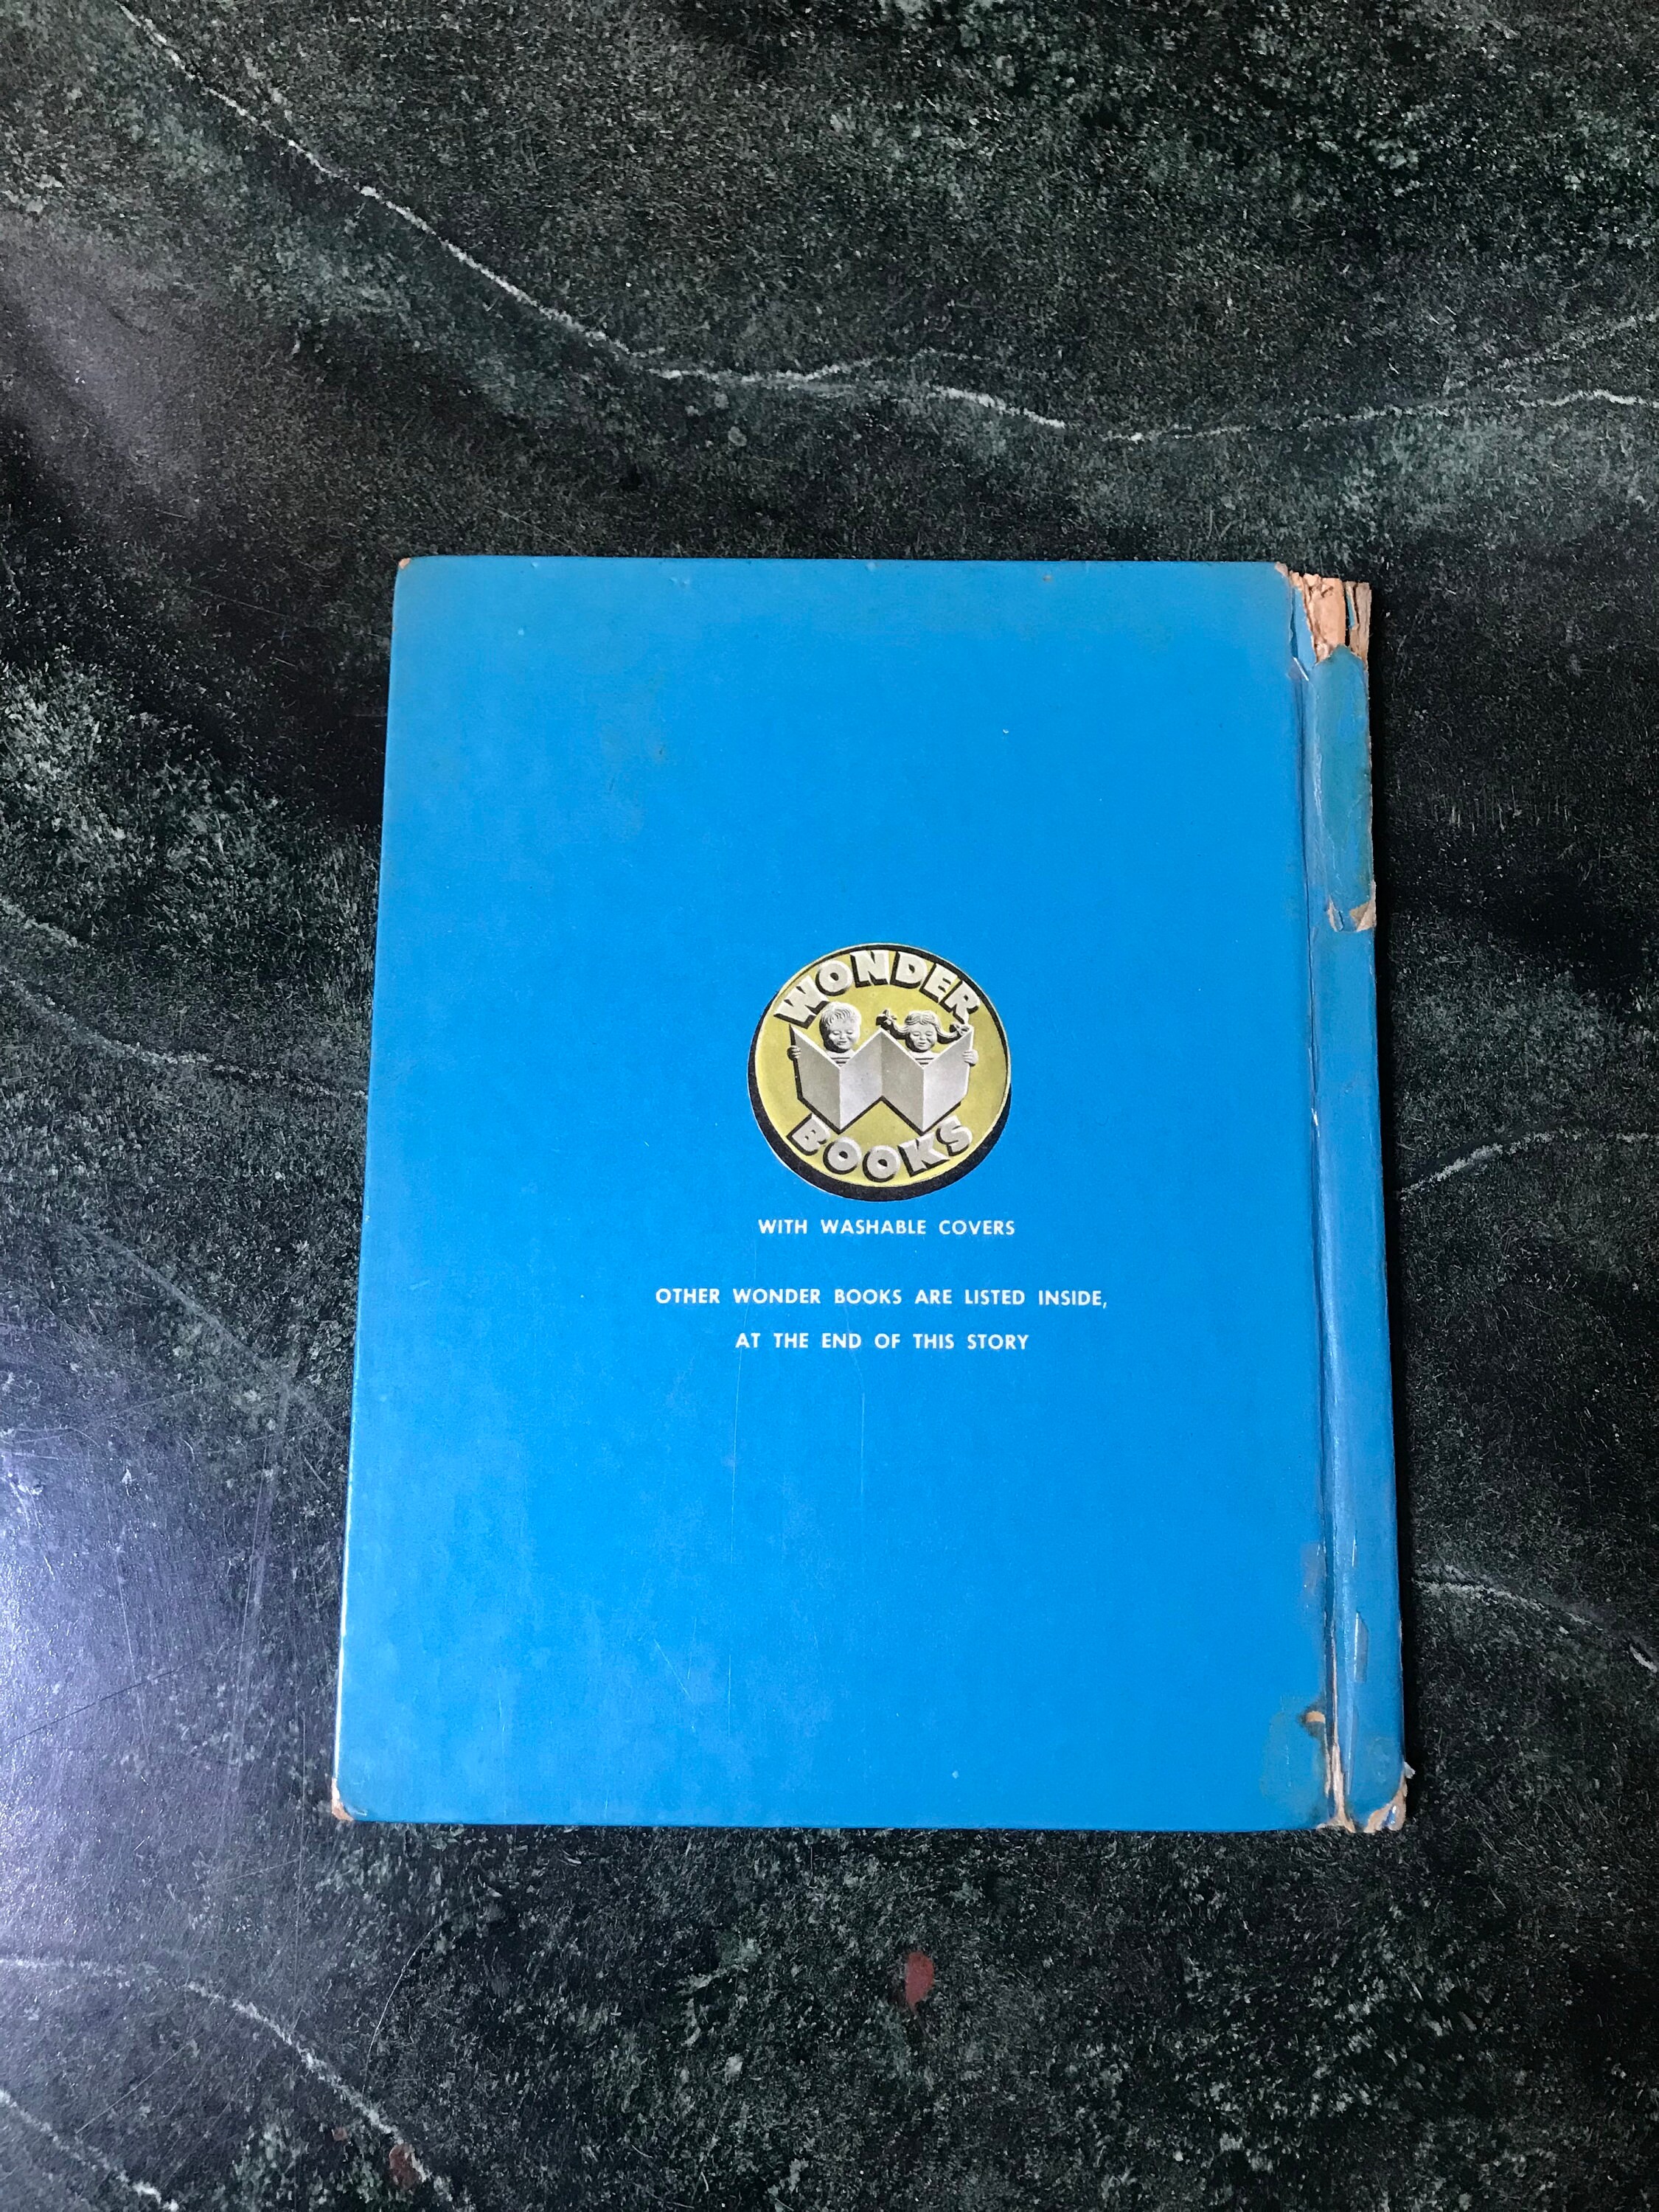 WONDER
BOOKS
WITH WASHABLE COVERS
OTHER WONDER BOOKS ARE LISTED INSIDE,
AT THE END OF THIS STORY